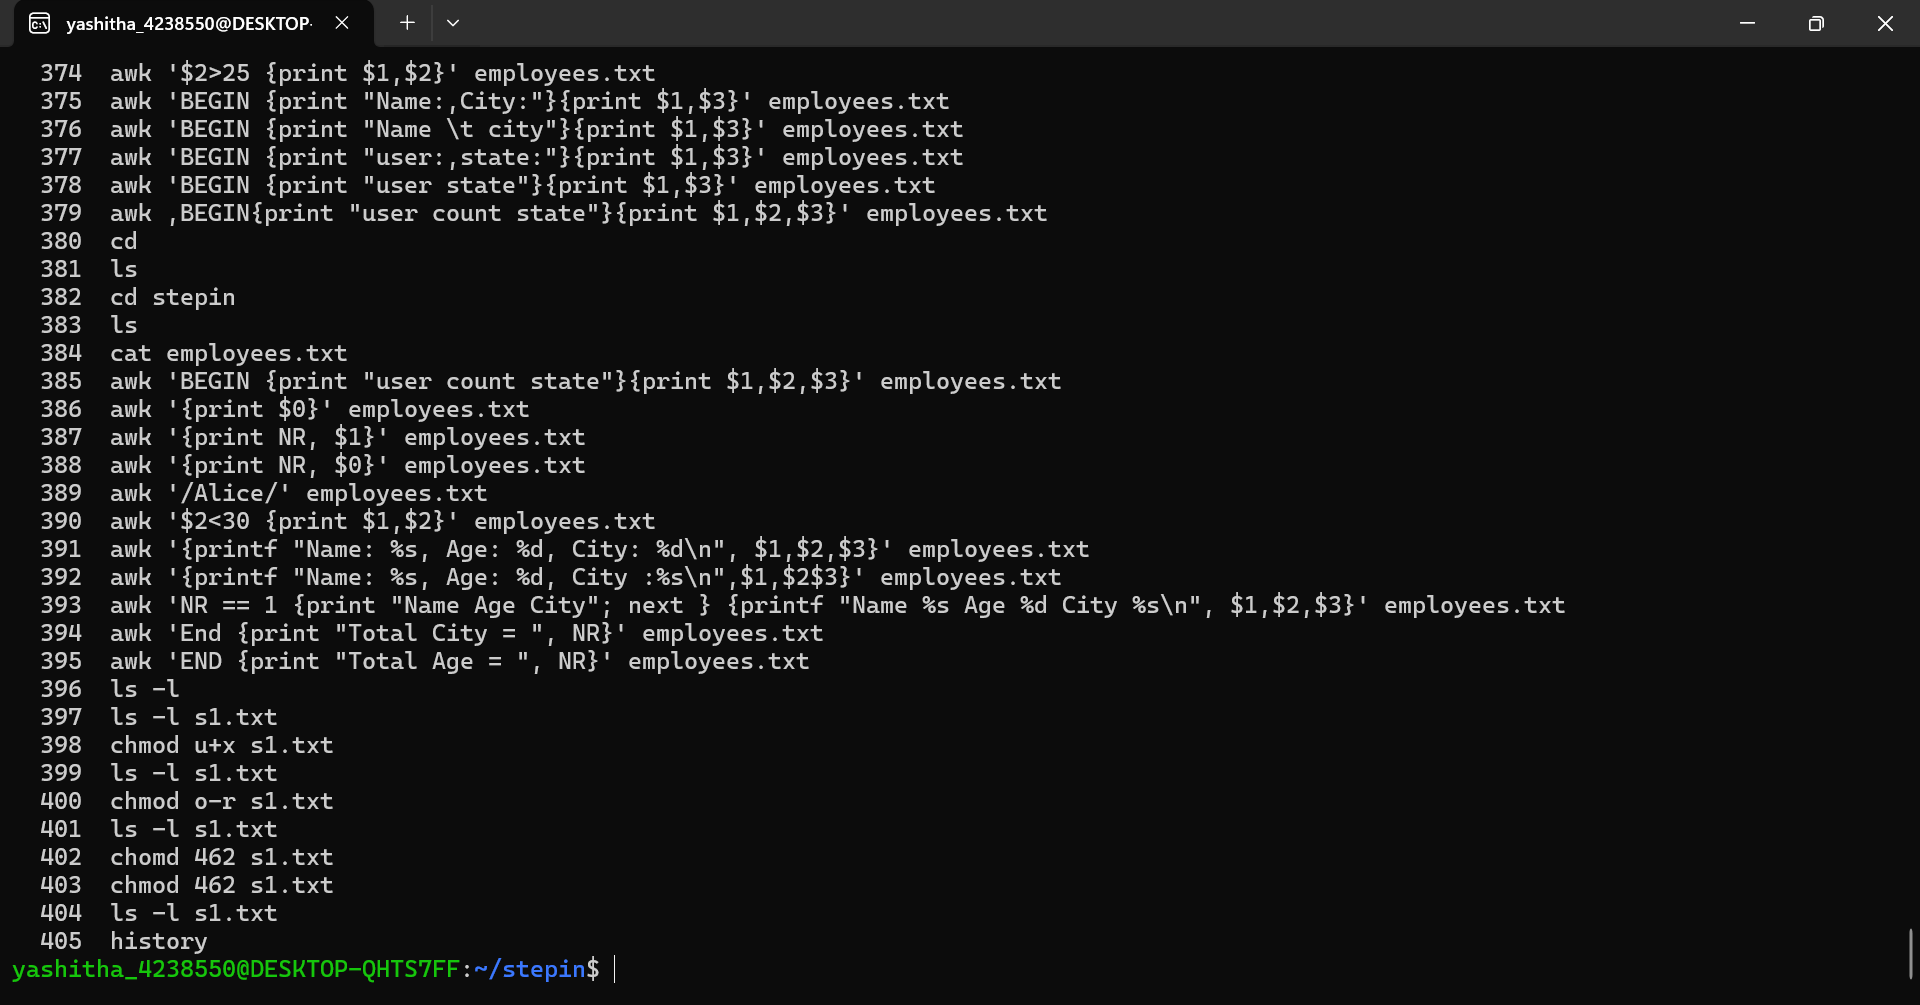 yashitha_4238550@DESKTOP-
374 awk '$2>25 {print $1,$2}' employees.txt
375 awk 'BEGIN {print "Name:,City:"}{print $1,$3}' employees.txt
376 awk 'BEGIN {print "Name \t city"}{print $1,$3}' employees.txt
377 awk 'BEGIN {print "user:,state:"}{print $1,$3}' employees.txt
378 awk 'BEGIN {print "user state"}{print $1,$3}' employees.txt
379 awk ,BEGIN{print "user count state"}{print $1,$2,$3}' employees.txt
380 cd
381 ls
382 cd stepin
383 ls
384 cat employees.txt
385 awk 'BEGIN {print "user count state"}{print $1,$2,$3}' employees.txt
386 awk '{print $0}' employees.txt
387 awk '{print NR, $1}' employees.txt
388 awk '{print NR, $0}' employees.txt
389 awk '/Alice/' employees.txt
390 awk '$2<30 {print $1,$2}' employees.txt
391 awk '{printf "Name: %s, Age: %d, City: %d\n", $1,$2,$3}' employees.txt
392 awk '{printf "Name: %s, Age: %d, City :%s\n",$1,$2$3}' employees.txt
393 awk 'NR == 1 {print "Name Age City"; next } {printf "Name %s Age %d City %s\n", $1,$2,$3}' employees.txt
394 awk 'End {print "Total City = ", NR}' employees.txt
395 awk 'END {print "Total Age = ", NR}' employees.txt
396 ls -l
397 ls -l s1.txt
398 chmod u+x s1.txt
399 ls -l s1.txt
400 chmod o-r s1.txt
401 ls -l s1.txt
402 chomd 462 s1.txt
403 chmod 462 s1.txt
404 ls -l s1.txt
405 history
yashitha_4238550@DESKTOP-QHTS7FF:~/stepin$